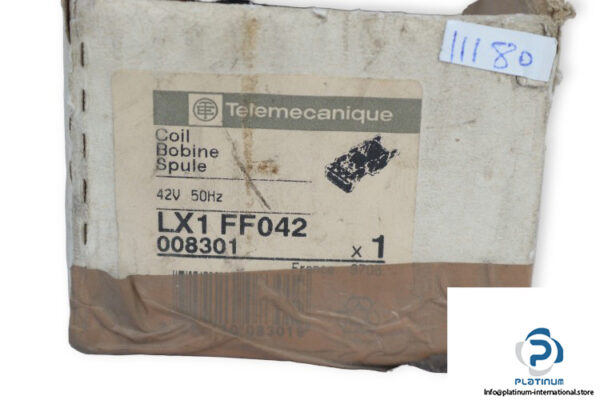 11180
Telemecanique
Coil
Bobine
Spule
42V 50Hz
LX1 FF042
008301
x 1
France
PLATINUM
Info@platinum-international.store